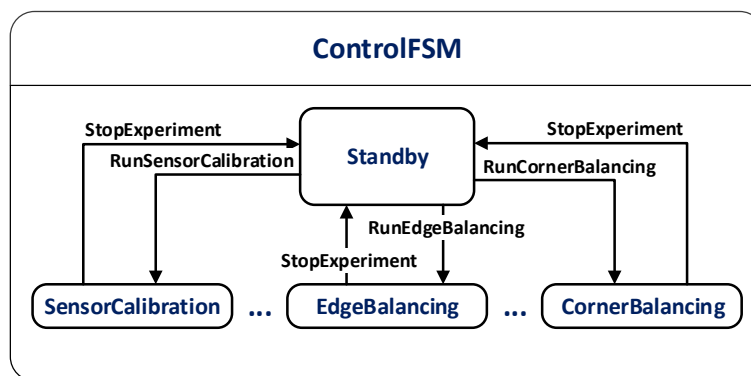 ControlFSM
StopExperiment
StopExperiment
Standby
RunSensorCalibration
RunCornerBalancing
RunEdgeBalancing
StopExperiment
SensorCalibration ... EdgeBalancing ... CornerBalancing